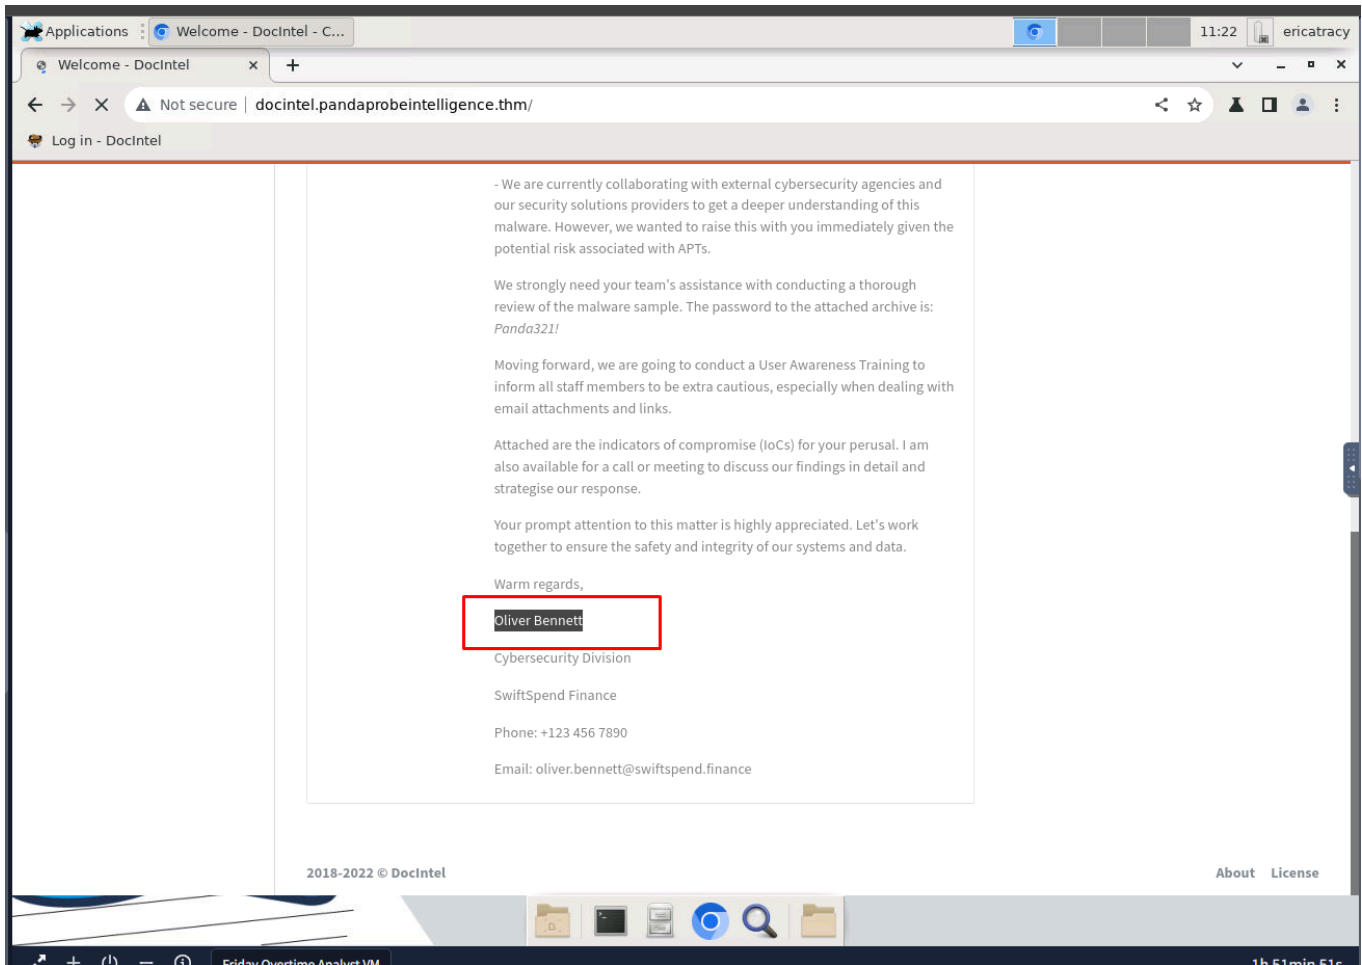 Applications
Welcome - DocIntel - C...
11:22
ericatracy
Welcome - DocIntel
Not secure
docintel.pandaprobeintelligence.thm/
Log in - DocIntel
- We are currently collaborating with external cybersecurity agencies and
our security solutions providers to get a deeper understanding of this
malware. However, we wanted to raise this with you immediately given the
potential risk associated with APTs.
We strongly need your team's assistance with conducting a thorough
review of the malware sample. The password to the attached archive is:
Panda321!
Moving forward, we are going to conduct a User Awareness Training to
inform all staff members to be extra cautious, especially when dealing with
email attachments and links.
Attached are the indicators of compromise (IoCs) for your perusal. I am
also available for a call or meeting to discuss our findings in detail and
strategise our response.
Your prompt attention to this matter is highly appreciated. Let's work
together to ensure the safety and integrity of our systems and data.
Warm regards,
Oliver Bennett
Cybersecurity Division
SwiftSpend Finance
Phone: +123 456 7890
Email: oliver.bennett@swiftspend.finance
2018-2022 © DocIntel
About License
Friday Overtime Analyst VM
1h 51min 51s